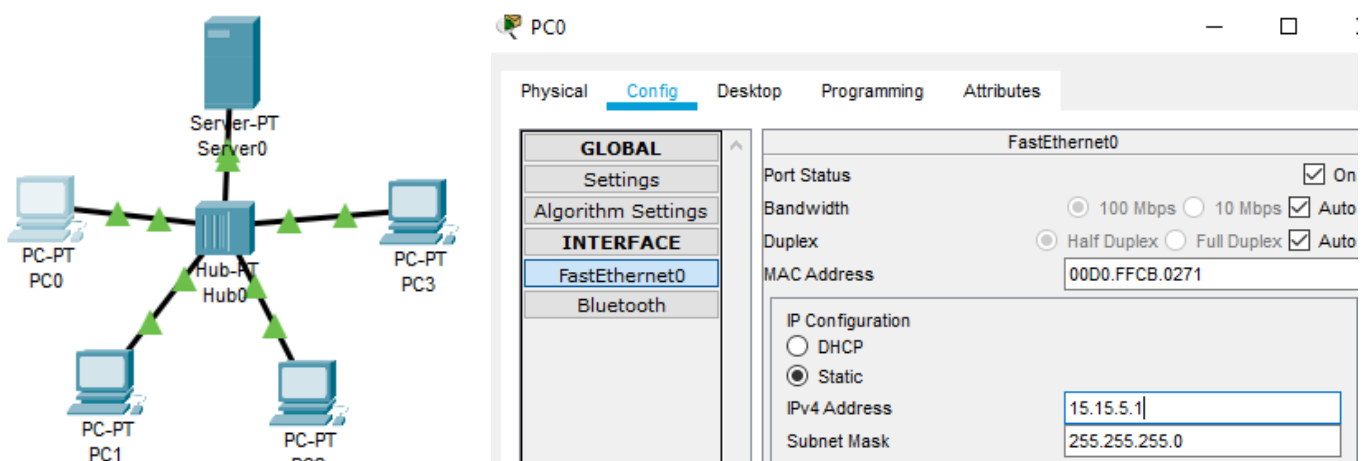 Server-PT
Server0
PC-PT
PC0
Hub-PT
Hub0
PC-PT
PC3
PC-PT
PC1
PC-PT
PC0
Physical Config Desktop Programming Attributes
GLOBAL
Settings
Algorithm Settings
INTERFACE
FastEthernet0
Bluetooth
FastEthernet0
Port Status On
Bandwidth 100 Mbps 10 Mbps Auto
Duplex Half Duplex Full Duplex Auto
MAC Address 00D0.FFCB.0271
IP Configuration
DHCP
Static
IPv4 Address 15.15.5.1
Subnet Mask 255.255.255.0